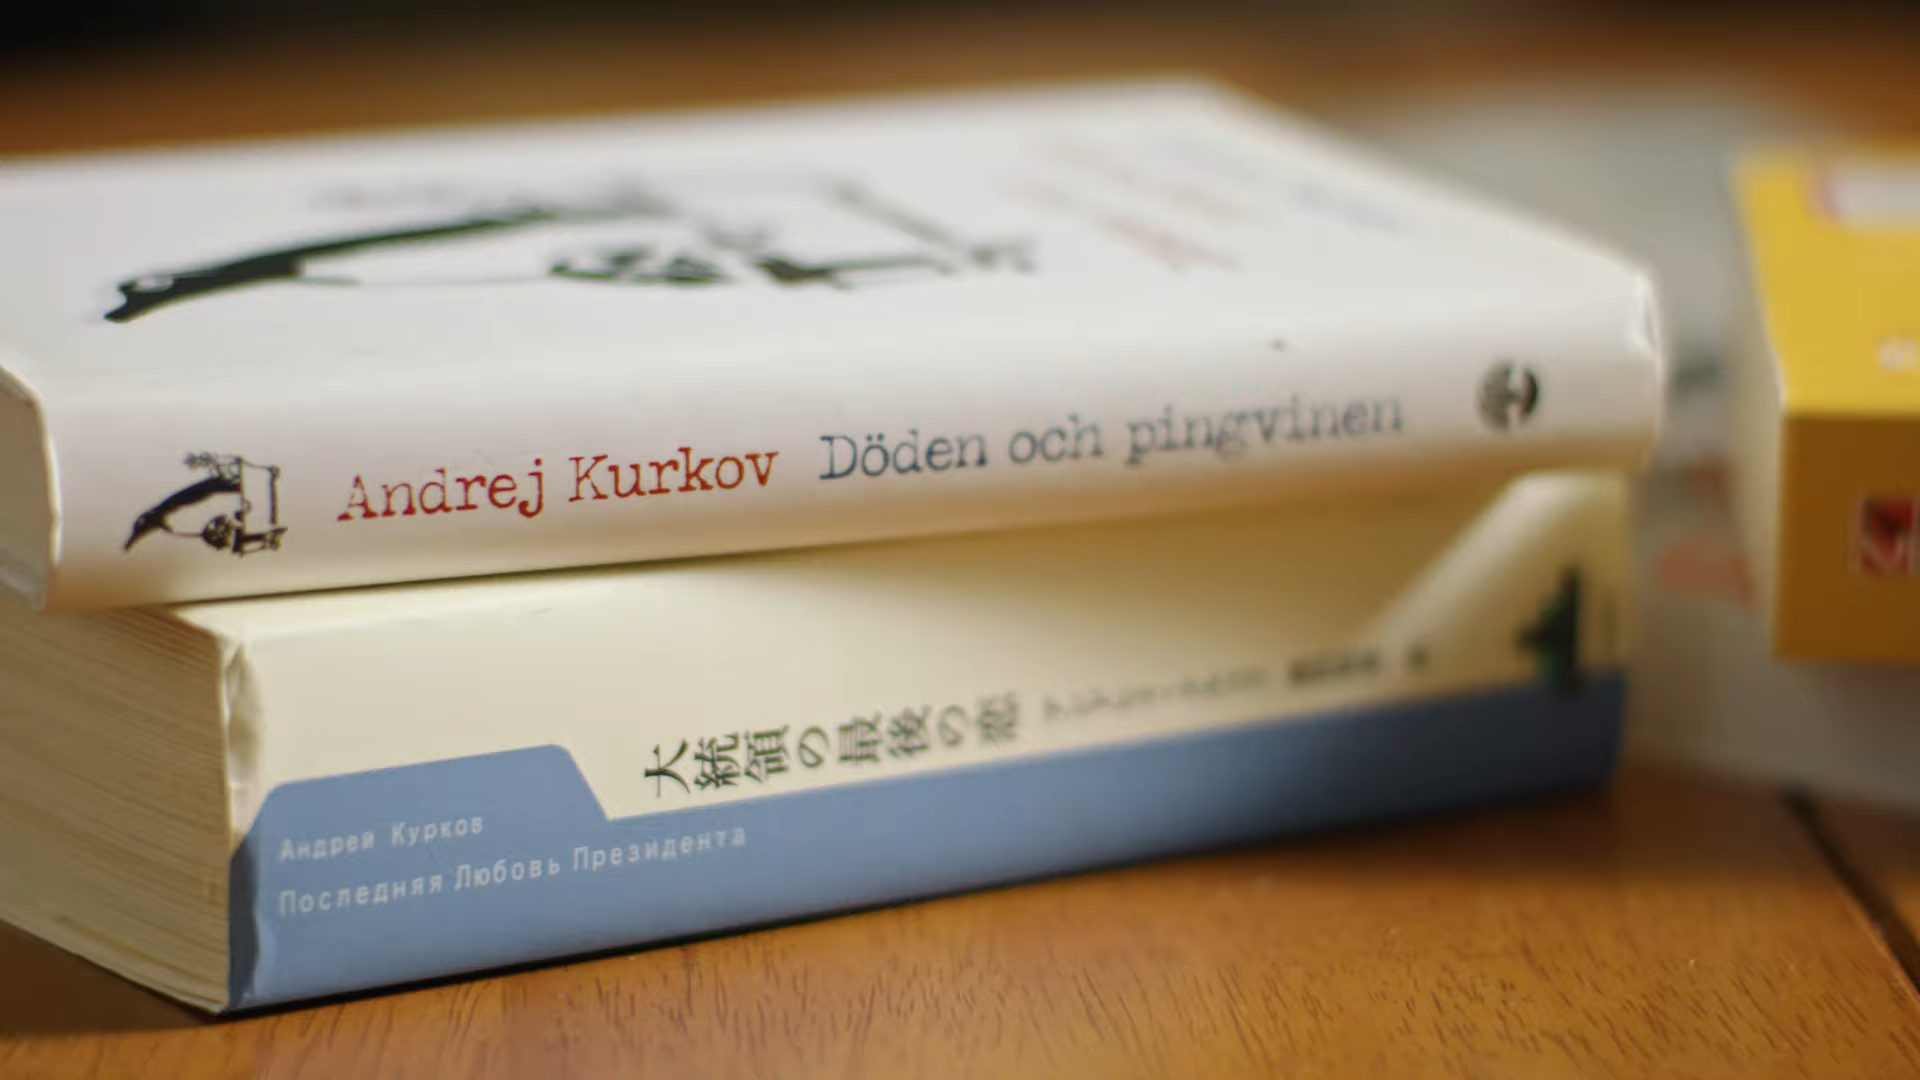 Andrej Kurkov Döden och pingvinen
大統領の最後の恋
Андрей Курков
Последняя Любовь Президента